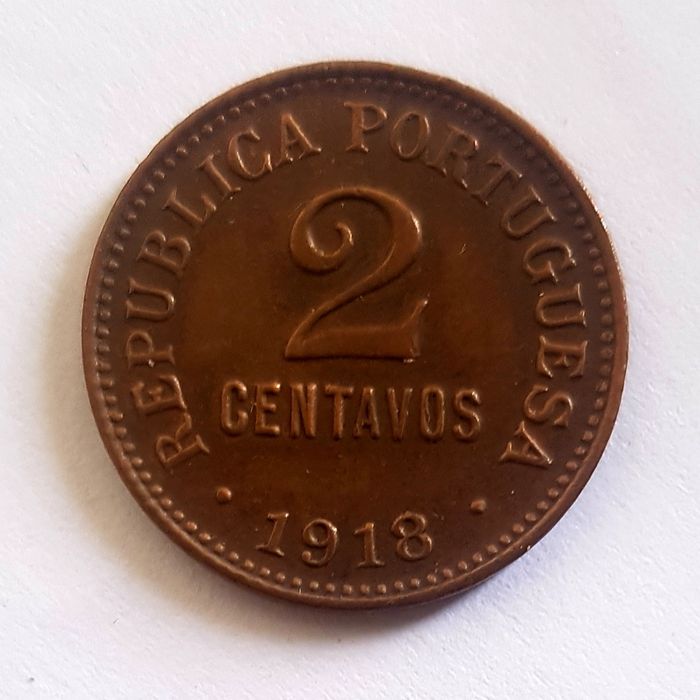 REPUBLICA PORTUGUESA
2
CENTAVOS
• 1918 •